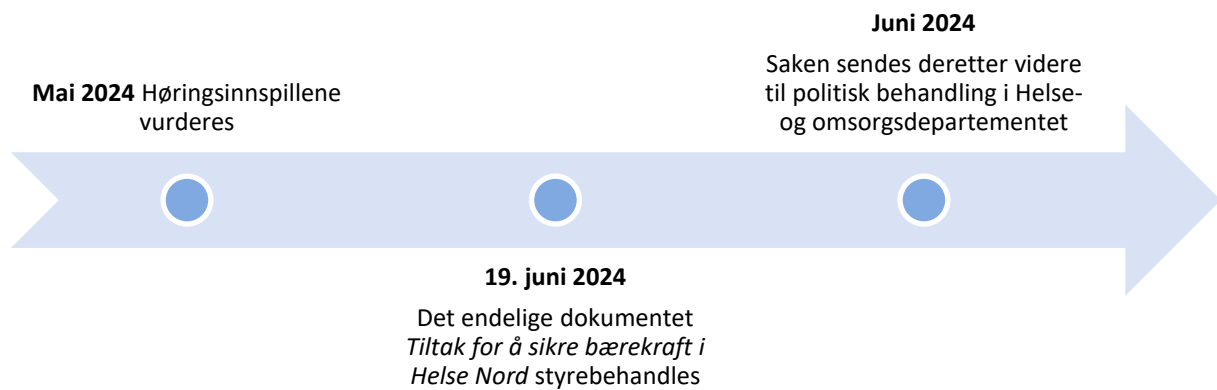 Mai 2024 Høringsinnspillene
vurderes
19. juni 2024
Det endelige dokumentet
Tiltak for å sikre bærekraft i
Helse Nord styrebehandles
Juni 2024
Saken sendes deretter videre
til politisk behandling i Helse-
og omsorgsdepartementet